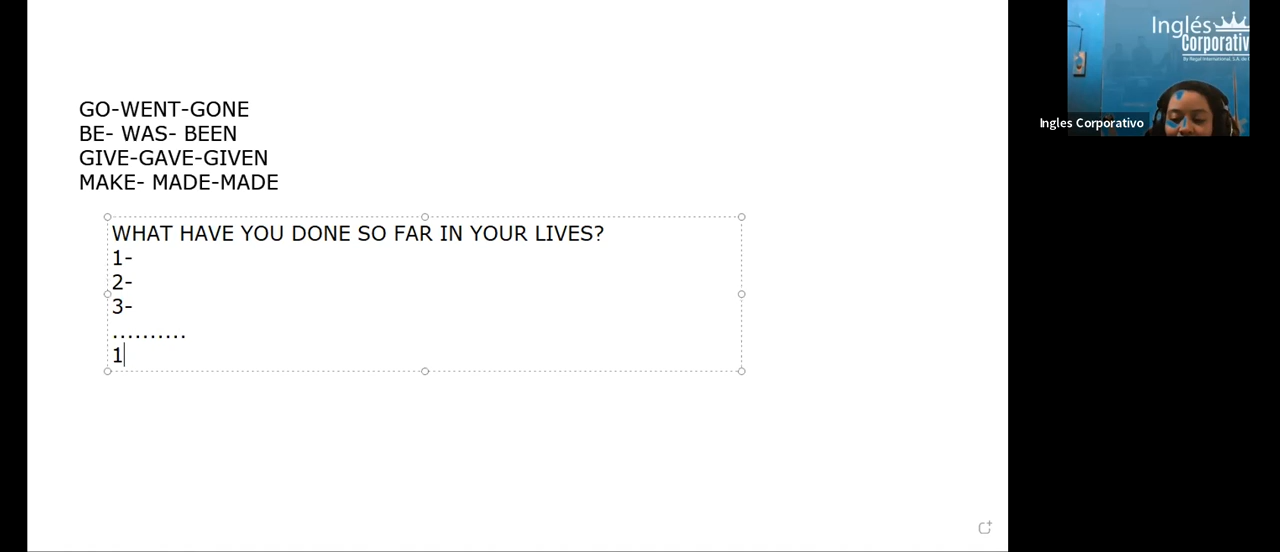 GO-WENT-GONE
BE- WAS- BEEN
GIVE-GAVE-GIVEN
MAKE- MADE-MADE
WHAT HAVE YOU DONE SO FAR IN YOUR LIVES?
1-
2-
3-
..........
1
Inglés
Corporativ
Ingles Corporativo